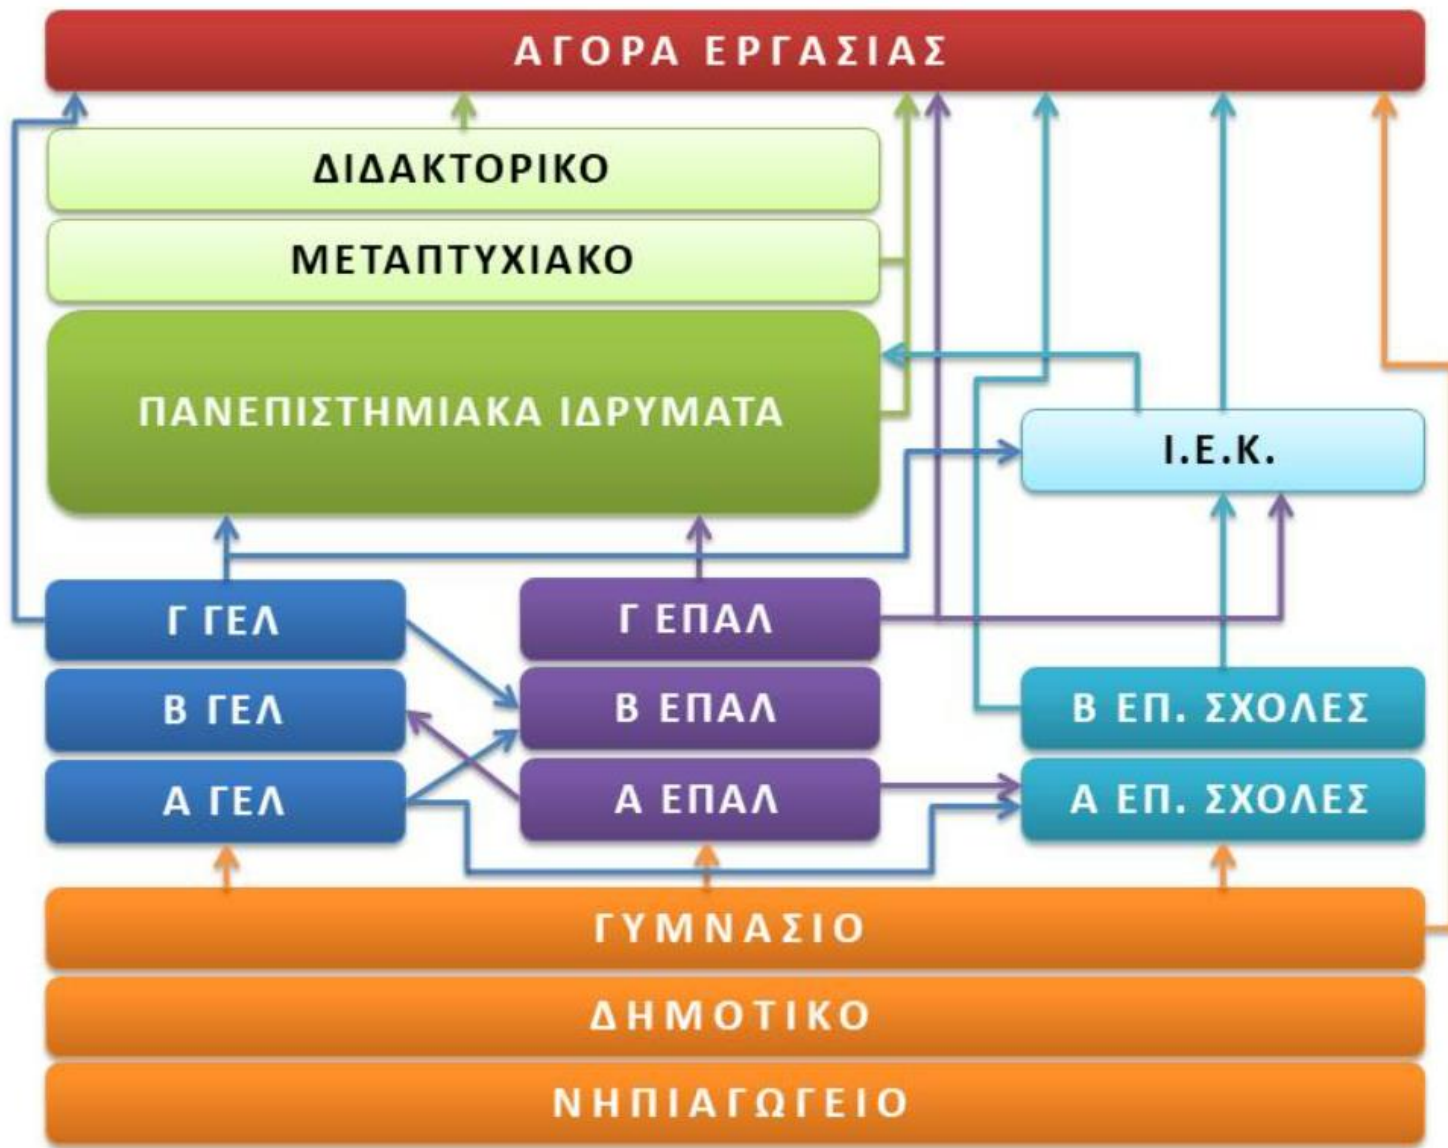 ΑΓΟΡΑ ΕΡΓΑΣΙΑΣ
ΔΙΔΑΚΤΟΡΙΚΟ
ΜΕΤΑΠΤΥΧΙΑΚΟ
ΠΑΝΕΠΙΣΤΗΜΙΑΚΑ ΙΔΡΥΜΑΤΑ
Ι.Ε.Κ.
Γ ΓΕΛ
Γ ΕΠΑΛ
Β ΓΕΛ
Β ΕΠΑΛ
Β ΕΠ. ΣΧΟΛΕΣ
Α ΓΕΛ
Α ΕΠΑΛ
Α ΕΠ. ΣΧΟΛΕΣ
ΓΥΜΝΑΣΙΟ
ΔΗΜΟΤΙΚΟ
ΝΗΠΙΑΓΩΓΕΙΟ